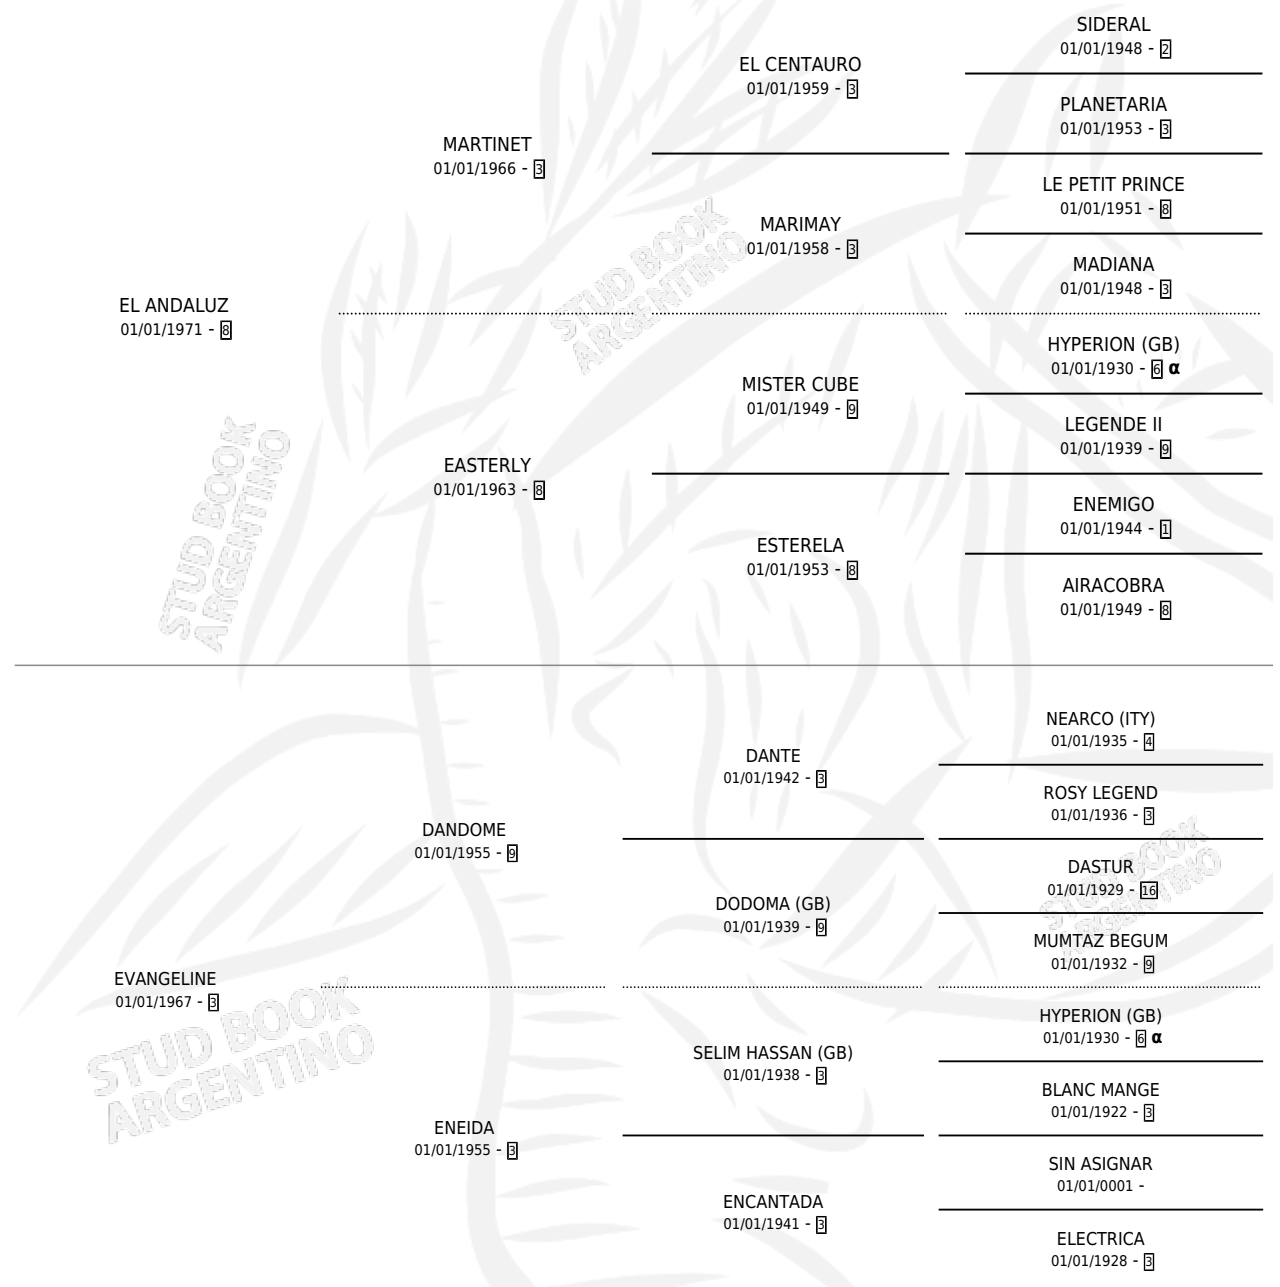 SIDERAL
01/01/1948 - 2
EL CENTAURO
01/01/1959 - 3
PLANETARIA
01/01/1953 - 3
MARTINET
01/01/1966 - 3
LE PETIT PRINCE
01/01/1951 - 8
MARIMAY
01/01/1958 - 3
MADIANA
01/01/1948 - 3
EL ANDALUZ
01/01/1971 - 8
HYPERION (GB)
01/01/1930 - 6 α
MISTER CUBE
01/01/1949 - 9
LEGENDE II
01/01/1939 - 9
EASTERLY
01/01/1963 - 8
ENEMIGO
01/01/1944 - 1
ESTERELA
01/01/1953 - 8
AIRACOBRA
01/01/1949 - 8
STUD BOOK
ARGENTINO
STUD BOOK
ARGENTINO
NEARCO (ITY)
01/01/1935 - 4
DANTE
01/01/1942 - 3
ROSY LEGEND
01/01/1936 - 3
DANDOME
01/01/1955 - 9
DASTUR
01/01/1929 - 16
DODOMA (GB)
01/01/1939 - 9
MUMTAZ BEGUM
01/01/1932 - 9
EVANGELINE
01/01/1967 - 3
HYPERION (GB)
01/01/1930 - 6 α
SELIM HASSAN (GB)
01/01/1938 - 3
BLANC MANGE
01/01/1922 - 3
ENEIDA
01/01/1955 - 3
SIN ASIGNAR
01/01/0001 -
ENCANTADA
01/01/1941 - 3
ELECTRICA
01/01/1928 - 3
STUD BOOK
ARGENTINO
STUD BOOK
ARGENTINO